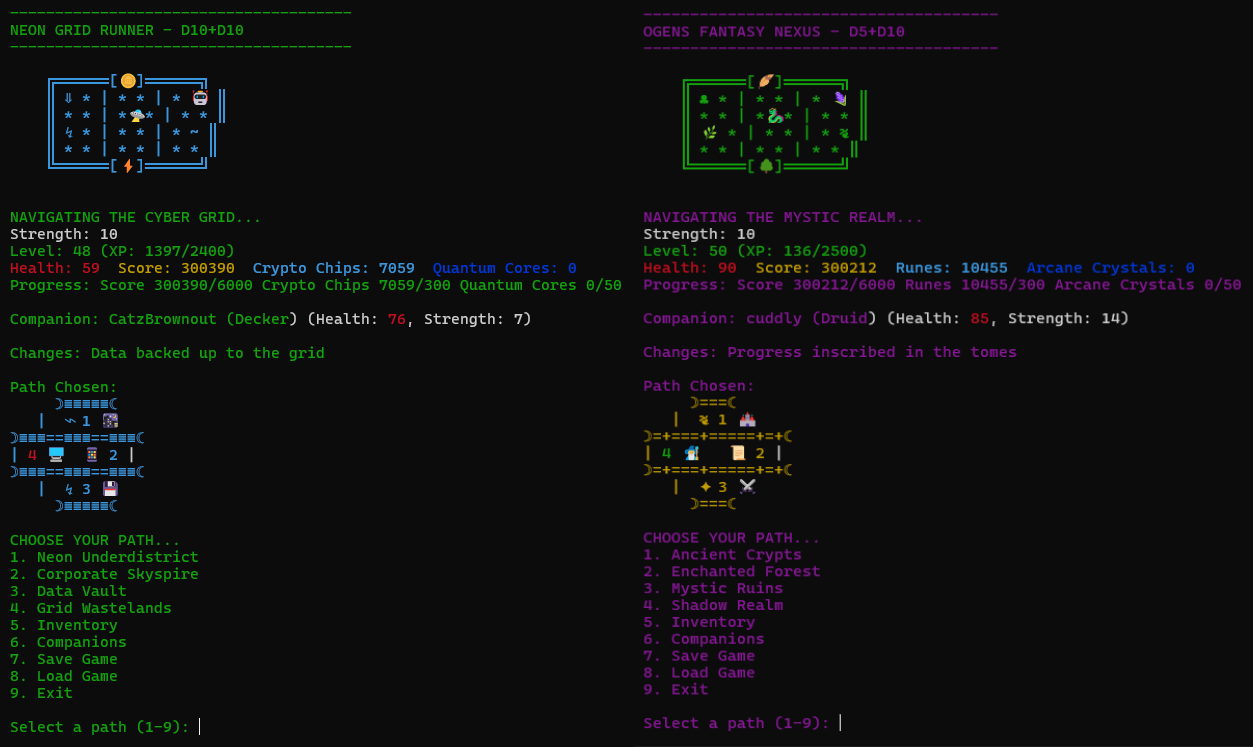 NEON GRID RUNNER - D10+D10
NAVIGATING THE CYBER GRID...
Strength: 10
Level: 48 (XP: 1397/2400)
Health: 59  Score: 300390  Crypto Chips: 7059  Quantum Cores: 0
Progress: Score 300390/6000 Crypto Chips 7059/300 Quantum Cores 0/50
Companion: CatzBrownout (Decker) (Health: 76, Strength: 7)
Changes: Data backed up to the grid
Path Chosen:
1
4 2
3
CHOOSE YOUR PATH...
1. Neon Underdistrict
2. Corporate Skyspire
3. Data Vault
4. Grid Wastelands
5. Inventory
6. Companions
7. Save Game
8. Load Game
9. Exit
Select a path (1-9):
OGENS FANTASY NEXUS - D5+D10
NAVIGATING THE MYSTIC REALM...
Strength: 10
Level: 50 (XP: 136/2500)
Health: 90  Score: 300212  Runes: 10455  Arcane Crystals: 0
Progress: Score 300212/6000 Runes 10455/300 Arcane Crystals 0/50
Companion: cuddly (Druid) (Health: 85, Strength: 14)
Changes: Progress inscribed in the tomes
Path Chosen:
1
4 2
3
CHOOSE YOUR PATH...
1. Ancient Crypts
2. Enchanted Forest
3. Mystic Ruins
4. Shadow Realm
5. Inventory
6. Companions
7. Save Game
8. Load Game
9. Exit
Select a path (1-9):